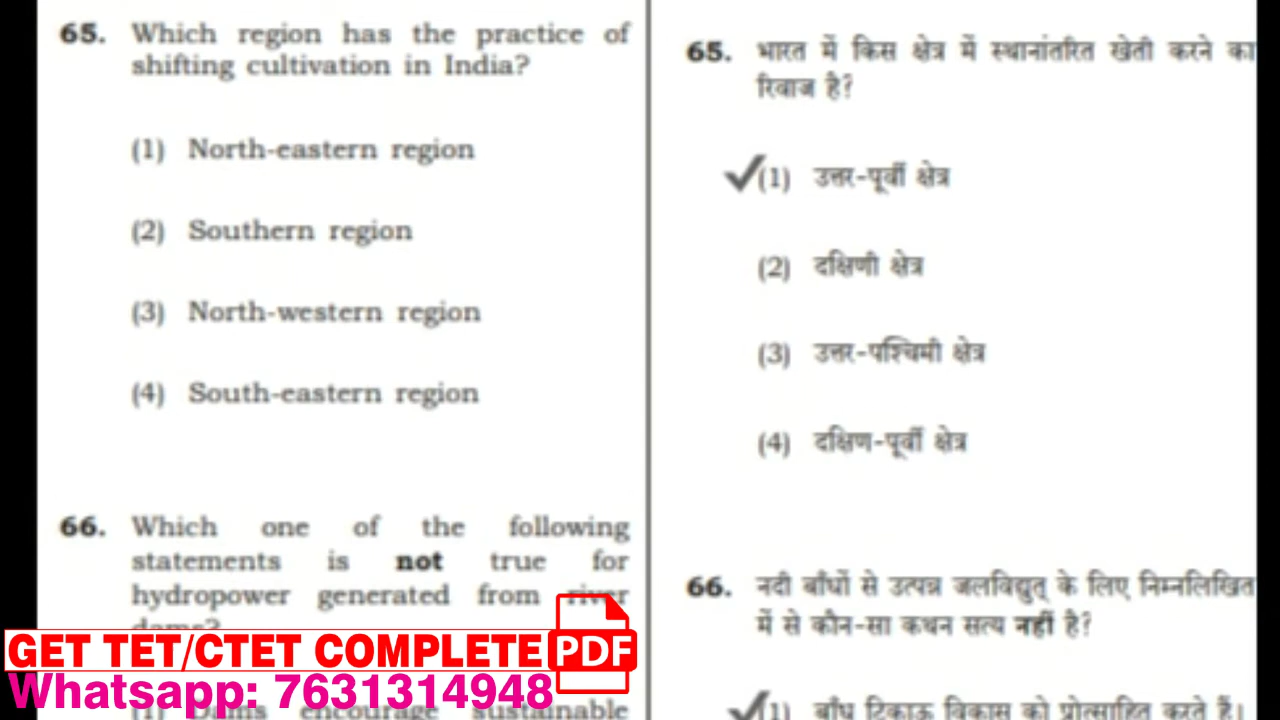 65. Which region has the practice of
shifting cultivation in India?
(1) North-eastern region
(2) Southern region
(3) North-western region
(4) South-eastern region
66. Which one of the following
statements is not true for
hydropower generated from river
dams?
(1) Dams encourage sustainable
65. भारत में किस क्षेत्र में स्थानांतरित खेती करने का
रिवाज है?
(1) उत्तर-पूर्वी क्षेत्र
(2) दक्षिणी क्षेत्र
(3) उत्तर-पश्चिमी क्षेत्र
(4) दक्षिण-पूर्वी क्षेत्र
66. नदी बाँधों से उत्पन्न जलविद्युत् के लिए निम्नलिखित
में से कौन-सा कथन सत्य नहीं है?
(1) बाँध टिकाऊ विकास को प्रोत्साहित करते हैं।
GET TET/CTET COMPLETE PDF
Whatsapp: 7631314948